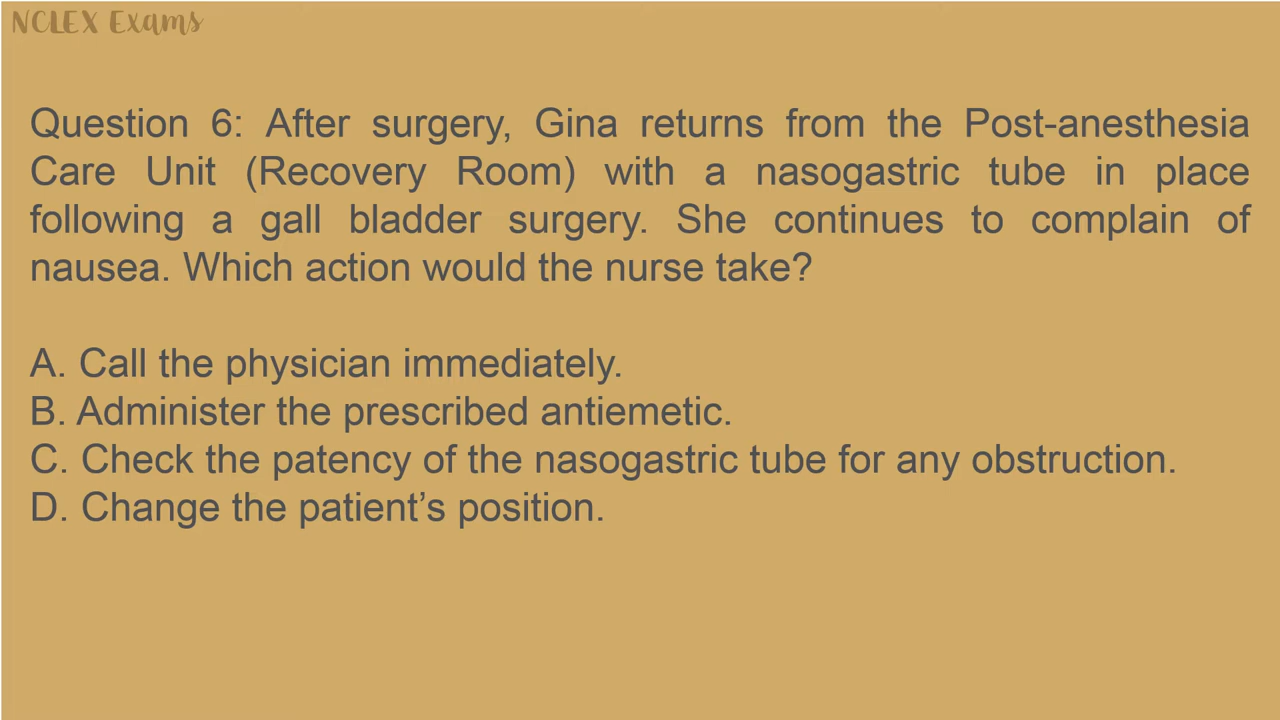 NCLEX Exams
Question 6: After surgery, Gina returns from the Post-anesthesia
Care Unit (Recovery Room) with a nasogastric tube in place
following a gall bladder surgery. She continues to complain of
nausea. Which action would the nurse take?
A. Call the physician immediately.
B. Administer the prescribed antiemetic.
C. Check the patency of the nasogastric tube for any obstruction.
D. Change the patient’s position.